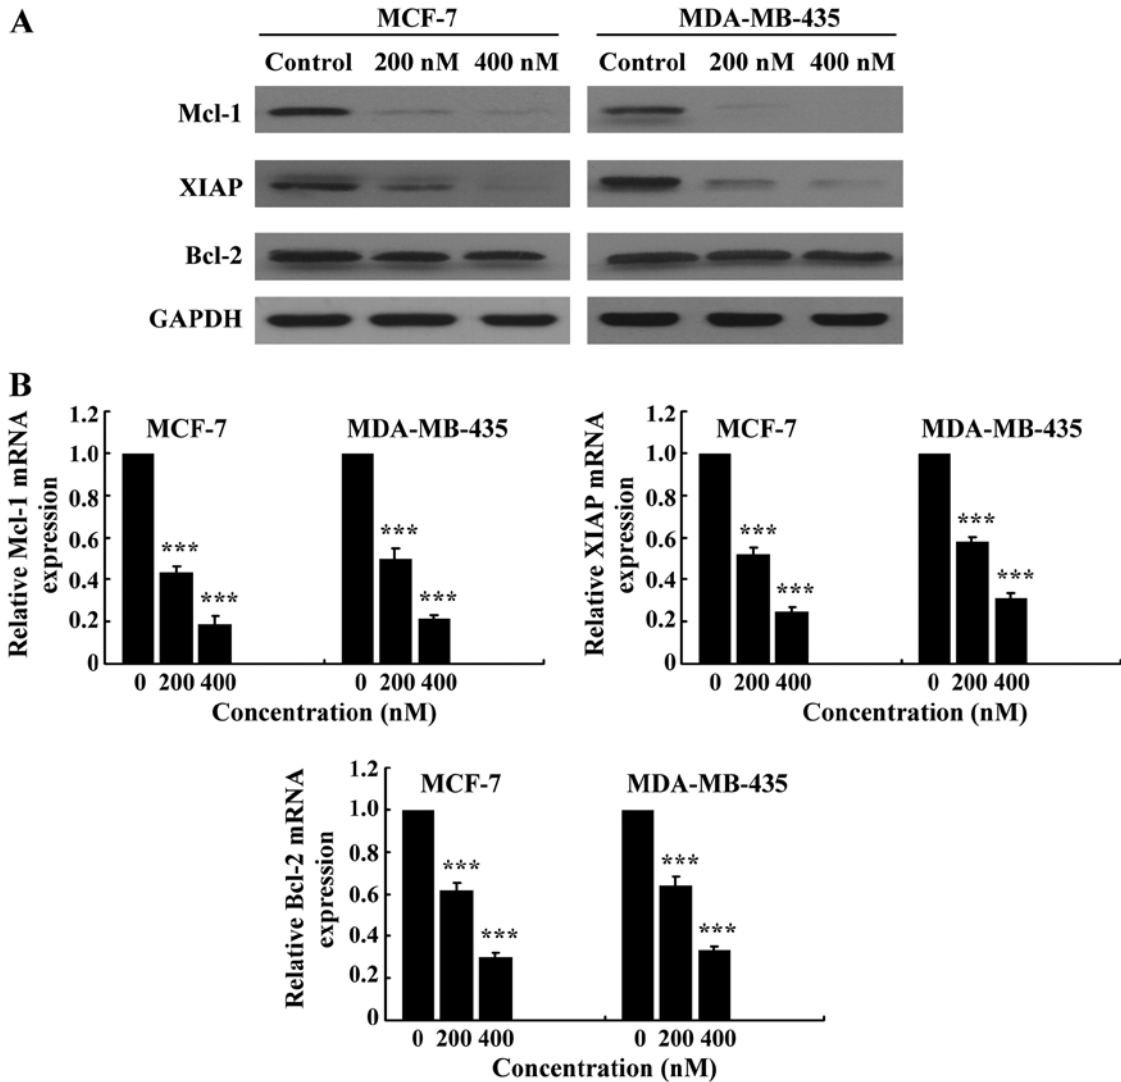 A
MCF-7 MDA-MB-435
Control 200 nM 400 nM Control 200 nM 400 nM
Mcl-1
XIAP
Bcl-2
GAPDH
B
Relative Mcl-1 mRNA
expression
1.2
1.0
0.8
0.6
0.4
0.2
0
MCF-7 MDA-MB-435
*** *** *** ***
0 200 400 0 200 400
Concentration (nM)
Relative XIAP mRNA
expression
1.2
1.0
0.8
0.6
0.4
0.2
0
MCF-7 MDA-MB-435
*** *** *** ***
0 200 400 0 200 400
Concentration (nM)
Relative Bcl-2 mRNA
expression
1.2
1.0
0.8
0.6
0.4
0.2
0
MCF-7 MDA-MB-435
*** *** *** ***
0 200 400 0 200 400
Concentration (nM)